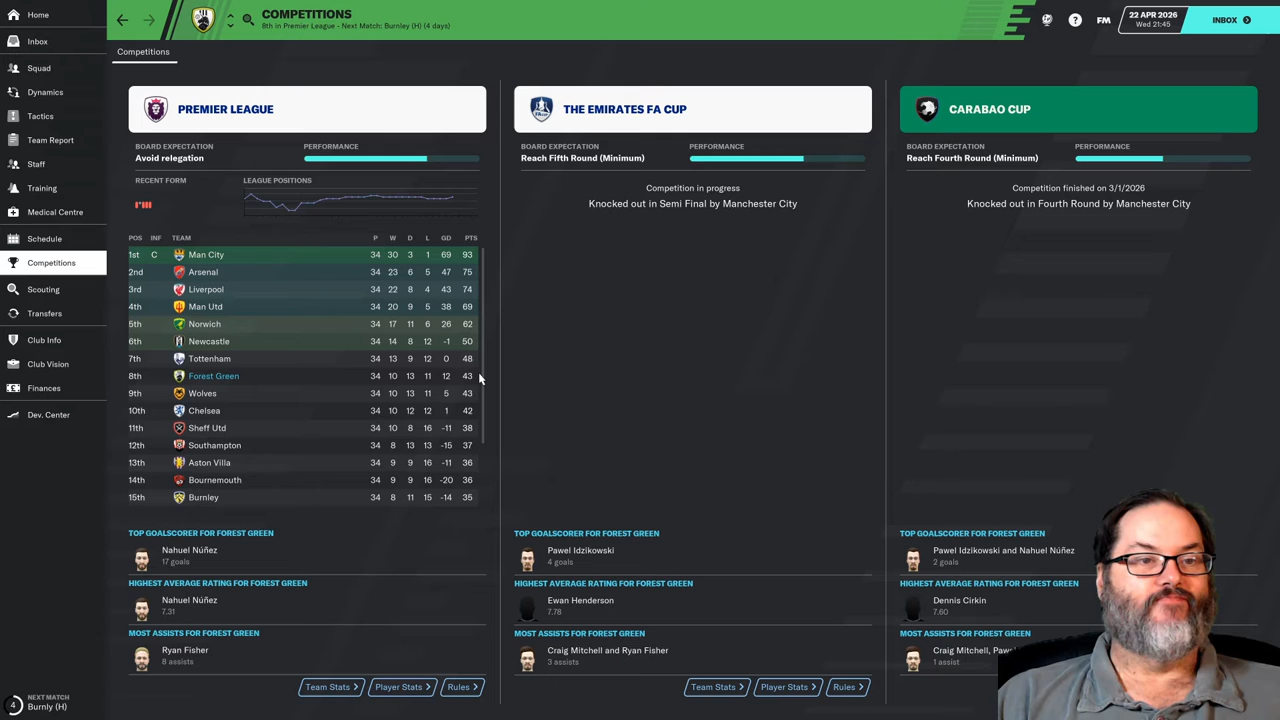 Home
Inbox
Squad
Dynamics
Tactics
Team Report
Staff
Training
Medical Centre
Schedule
Competitions
Scouting
Transfers
Club Info
Club Vision
Finances
Dev. Center
4 NEXT MATCH
Burnly (H)
COMPETITIONS
8th in Premier League - Next Match: Burnley (H) (4 days)
FM
22 APR 2026
Wed 21:45
INBOX
Competitions
PREMIER LEAGUE
BOARD EXPECTATION PERFORMANCE
Avoid relegation
RECENT FORM LEAGUE POSITIONS
POS INF TEAM P W D L GD PTS
1st C Man City 34 30 3 1 69 93
2nd Arsenal 34 23 6 5 47 75
3rd Liverpool 34 22 8 4 43 74
4th Man Utd 34 20 9 5 38 69
5th Norwich 34 17 11 6 26 62
6th Newcastle 34 14 8 12 -1 50
7th Tottenham 34 13 9 12 0 48
8th Forest Green 34 10 13 11 12 43
9th Wolves 34 10 13 11 5 43
10th Chelsea 34 10 12 12 1 42
11th Sheff Utd 34 10 8 16 -11 38
12th Southampton 34 8 13 13 -15 37
13th Aston Villa 34 9 9 16 -11 36
14th Bournemouth 34 9 9 16 -20 36
15th Burnley 34 8 11 15 -14 35
TOP GOALSCORER FOR FOREST GREEN
Nahuel Núñez
17 goals
HIGHEST AVERAGE RATING FOR FOREST GREEN
Nahuel Núñez
7.31
MOST ASSISTS FOR FOREST GREEN
Ryan Fisher
8 assists
Team Stats
Player Stats
Rules
THE EMIRATES FA CUP
BOARD EXPECTATION PERFORMANCE
Reach Fifth Round (Minimum)
Competition in progress
Knocked out in Semi Final by Manchester City
TOP GOALSCORER FOR FOREST GREEN
Pawel Idzikowski
4 goals
HIGHEST AVERAGE RATING FOR FOREST GREEN
Ewan Henderson
7.78
MOST ASSISTS FOR FOREST GREEN
Craig Mitchell and Ryan Fisher
3 assists
Team Stats
Player Stats
Rules
CARABAO CUP
BOARD EXPECTATION PERFORMANCE
Reach Fourth Round (Minimum)
Competition finished on 3/1/2026
Knocked out in Fourth Round by Manchester City
TOP GOALSCORER FOR FOREST GREEN
Pawel Idzikowski and Nahuel Núñez
2 goals
HIGHEST AVERAGE RATING FOR FOREST GREEN
Dennis Cirkin
7.60
MOST ASSISTS FOR FOREST GREEN
Craig Mitchell,
1 assist